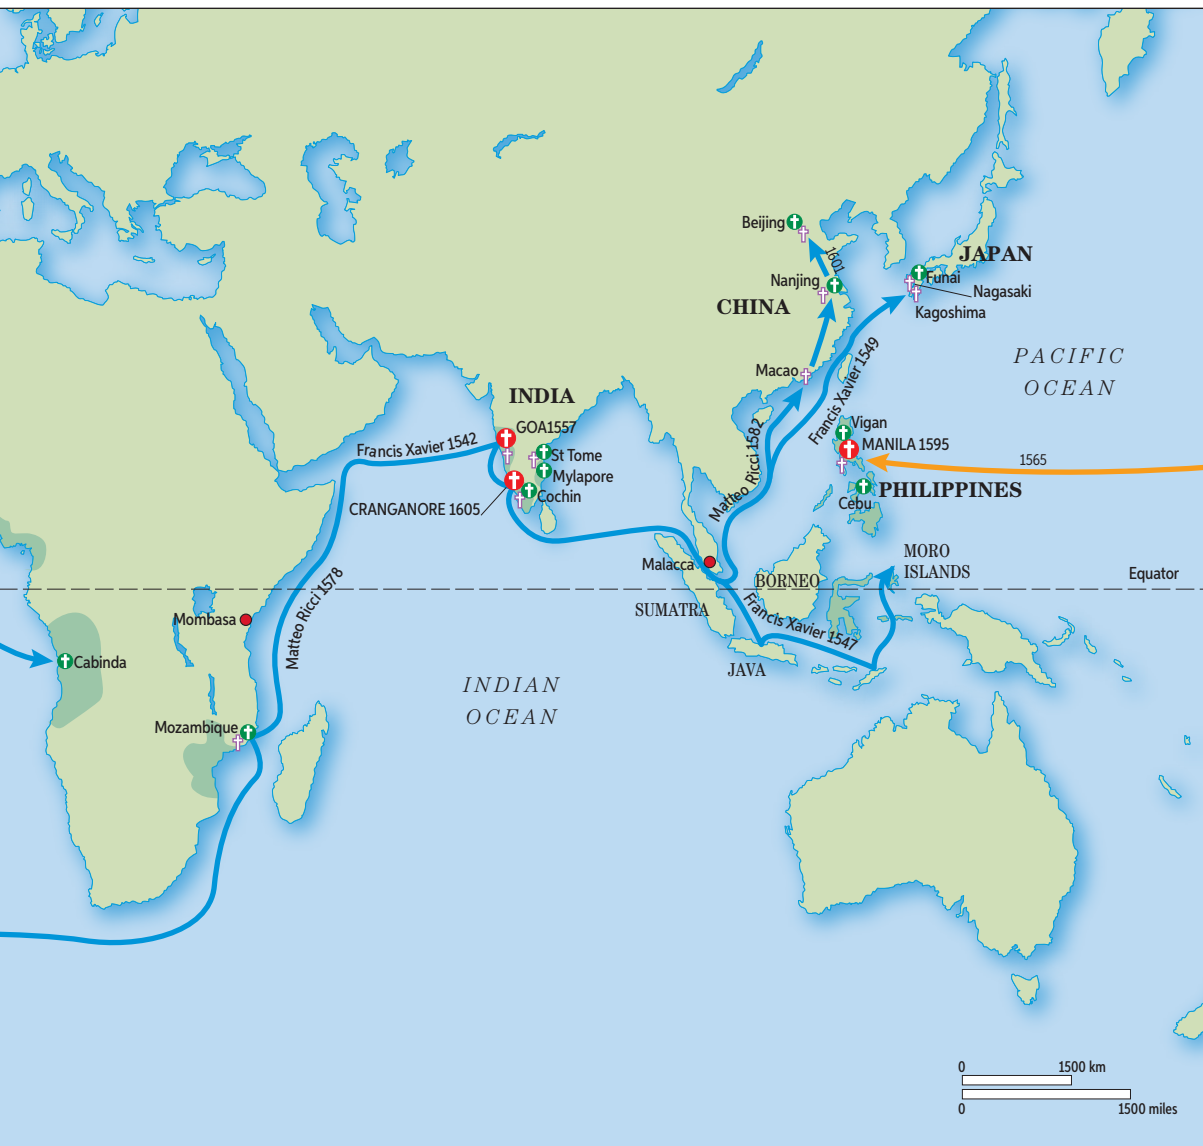 Beijing
1601
JAPAN
Funai
Nanjing
Nagasaki
CHINA
Kagoshima
PACIFIC
OCEAN
Macao
Francis Xavier 1549
INDIA
GOA1557
Vigan
Francis Xavier 1542
MANILA 1595
St Tome
1565
Matteo Ricci 1582
Mylapore
PHILIPPINES
Cochin
Cebu
CRANGANORE 1605
MORO
ISLANDS
Malacca
Equator
BORNEO
SUMATRA
Francis Xavier 1547
Matteo Ricci 1578
Mombasa
Cabinda
JAVA
INDIAN
OCEAN
Mozambique
0 1500 km
0 1500 miles